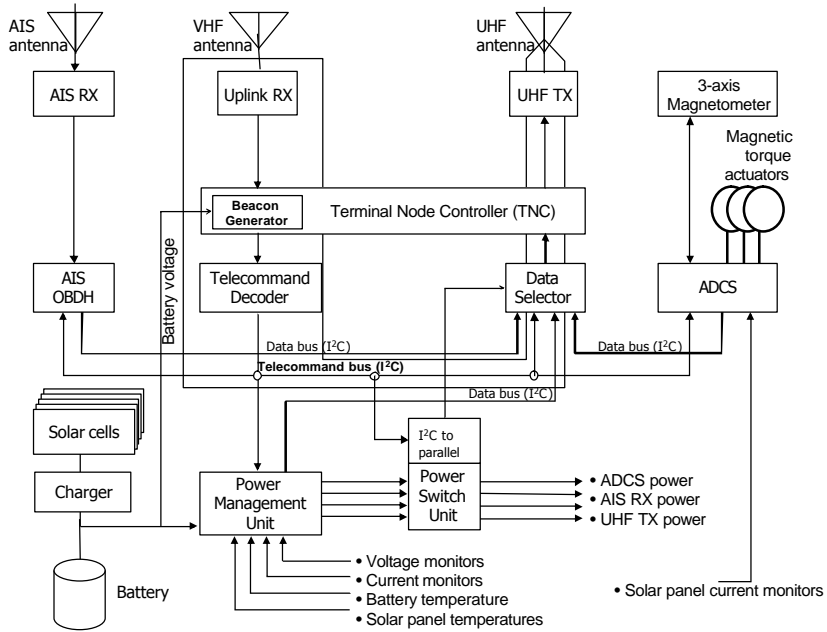 AIS
antenna
VHF
antenna
UHF
antenna
AIS RX
Uplink RX
UHF TX
3-axis
Magnetometer
Magnetic
torque
actuators
Beacon
Generator
Terminal Node Controller (TNC)
Battery voltage
AIS
OBDH
Telecommand
Decoder
Data
Selector
ADCS
Data bus (I²C)
Data bus (I²C)
Telecommand bus (I²C)
Data bus (I²C)
Solar cells
I²C to
parallel
Charger
Power
Management
Unit
Power
Switch
Unit
• ADCS power
• AIS RX power
• UHF TX power
Battery
• Voltage monitors
• Current monitors
• Battery temperature
• Solar panel temperatures
• Solar panel current monitors